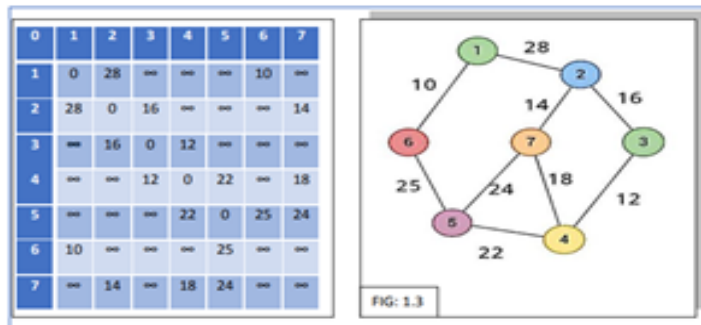 0 1 2 3 4 5 6 7
1 0 28 ∞ ∞ ∞ 10 ∞
2 28 0 16 ∞ ∞ ∞ 14
3 ∞ 16 0 12 ∞ ∞ ∞
4 ∞ ∞ 12 0 22 ∞ 18
5 ∞ ∞ ∞ 22 0 25 24
6 10 ∞ ∞ ∞ 25 ∞ ∞
7 ∞ 14 ∞ 18 24 ∞ ∞
1 28
2
10 14 16
6 7 3
25 24 18 12
5
4
22
FIG: 1.3